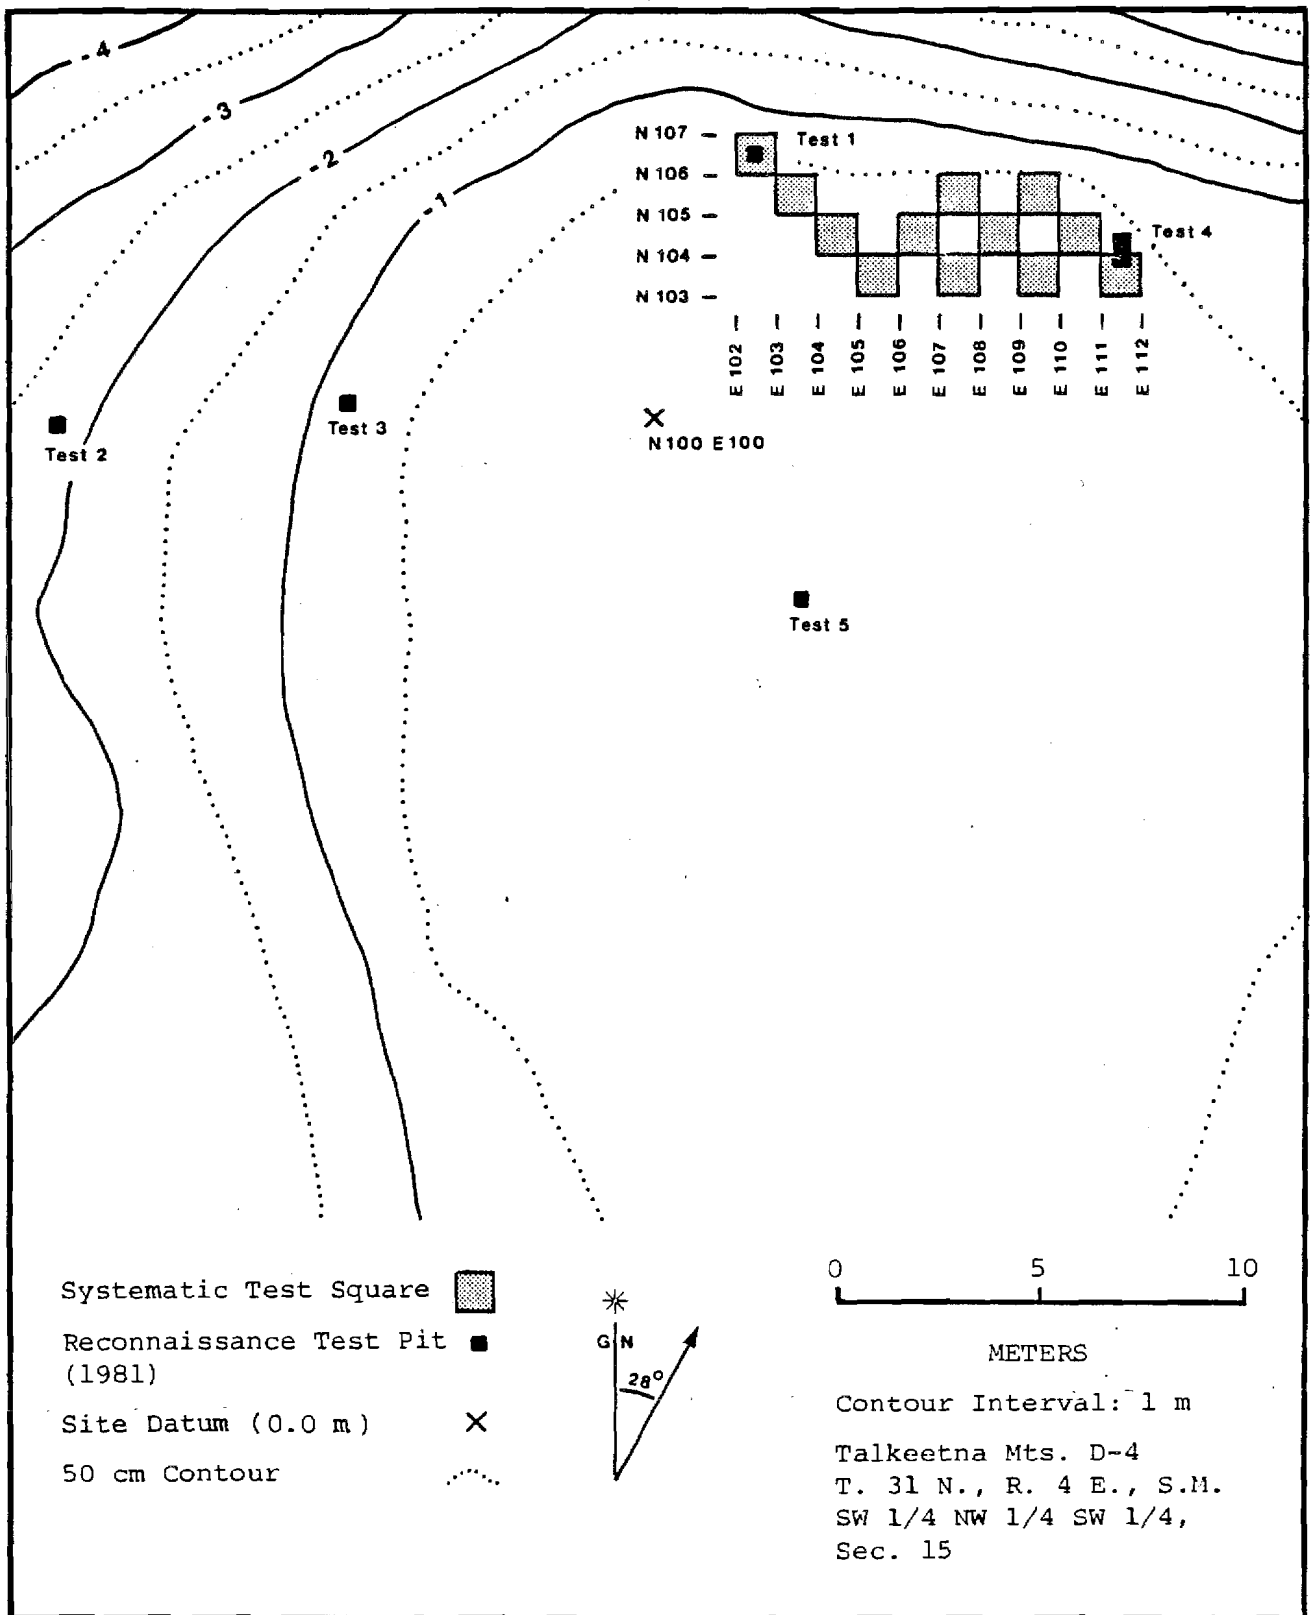 - 4
- 3
- 2
- 1
N 107 –
N 106 –
N 105 –
N 104 –
N 103 –
Test 1
Test 4
E 102 –
E 103 –
E 104 –
E 105 –
E 106 –
E 107 –
E 108 –
E 109 –
E 110 –
E 111 –
E 112 –
Test 2
Test 3
N100 E100
Test 5
Systematic Test Square
Reconnaissance Test Pit
(1981)
Site Datum (0.0 m)
50 cm Contour
G N
28°
0 5 10
METERS
Contour Interval: 1 m
Talkeetna Mts. D-4
T. 31 N., R. 4 E., S.M.
SW 1/4 NW 1/4 SW 1/4,
Sec. 15